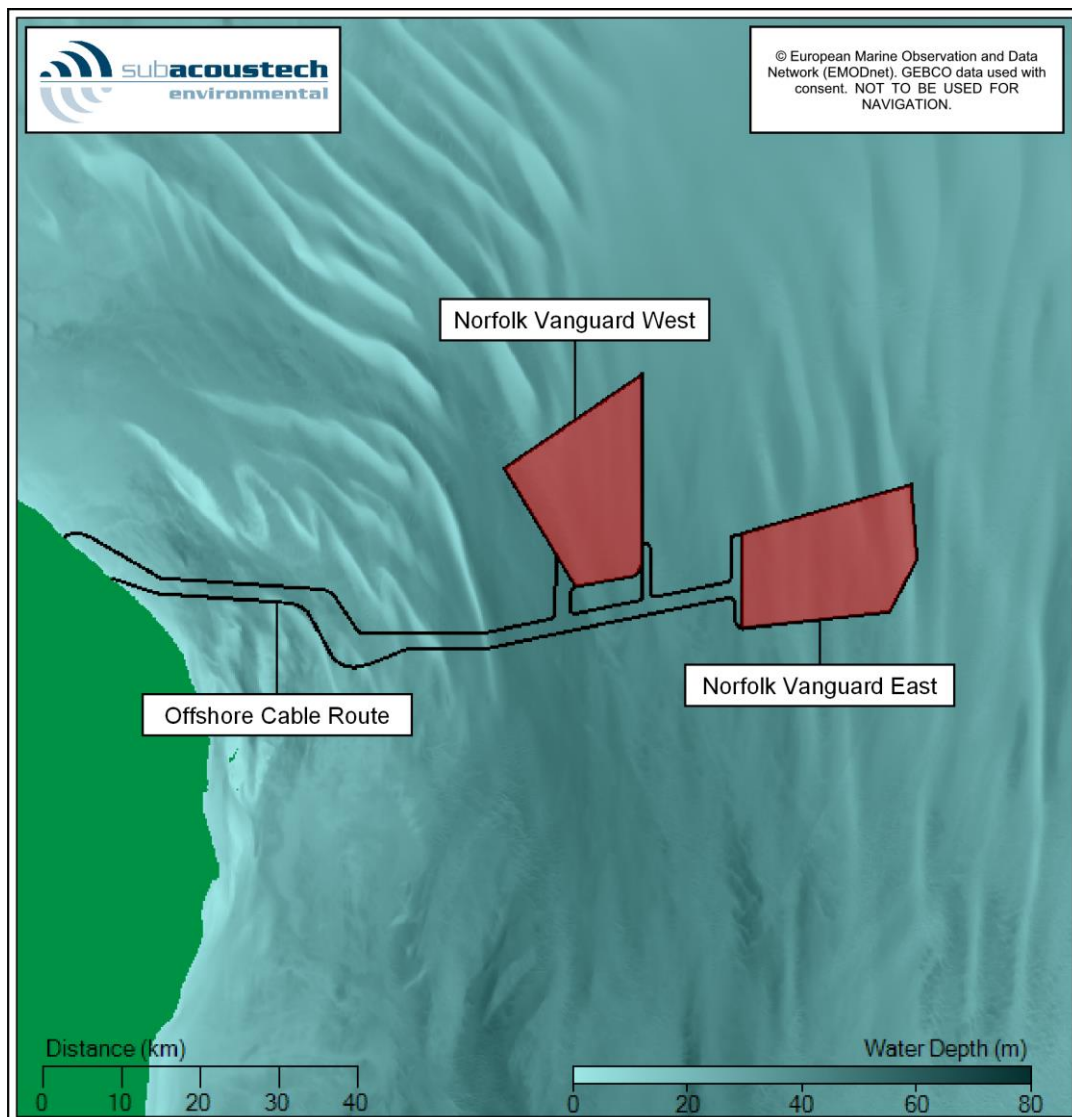 subacoustech
environmental
© European Marine Observation and Data
Network (EMODnet). GEBCO data used with
consent. NOT TO BE USED FOR
NAVIGATION.
Norfolk Vanguard West
Norfolk Vanguard East
Offshore Cable Route
Distance (km)
0 10 20 30 40
Water Depth (m)
0 20 40 60 80